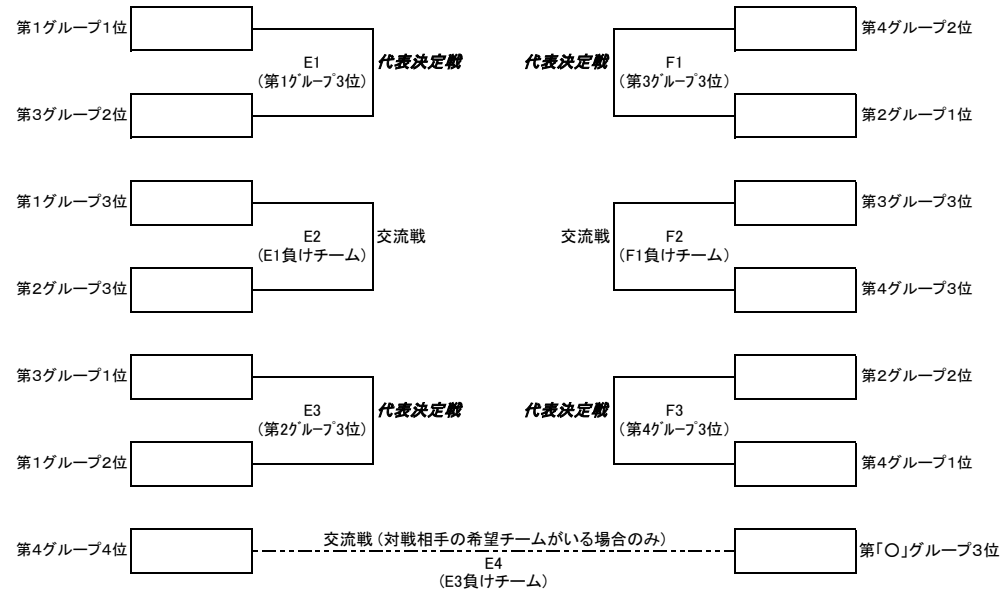 第1グループ1位
E1
(第1グループ3位)
代表決定戦
第3グループ2位
代表決定戦
F1
(第3グループ3位)
第4グループ2位
第2グループ1位
第1グループ3位
E2
(E1負けチーム)
交流戦
第2グループ3位
交流戦
F2
(F1負けチーム)
第3グループ3位
第4グループ3位
第3グループ1位
E3
(第2グループ3位)
代表決定戦
第1グループ2位
代表決定戦
F3
(第4グループ3位)
第2グループ2位
第4グループ1位
第4グループ4位
交流戦(対戦相手の希望チームがいる場合のみ)
E4
(E3負けチーム)
第「○」グループ3位